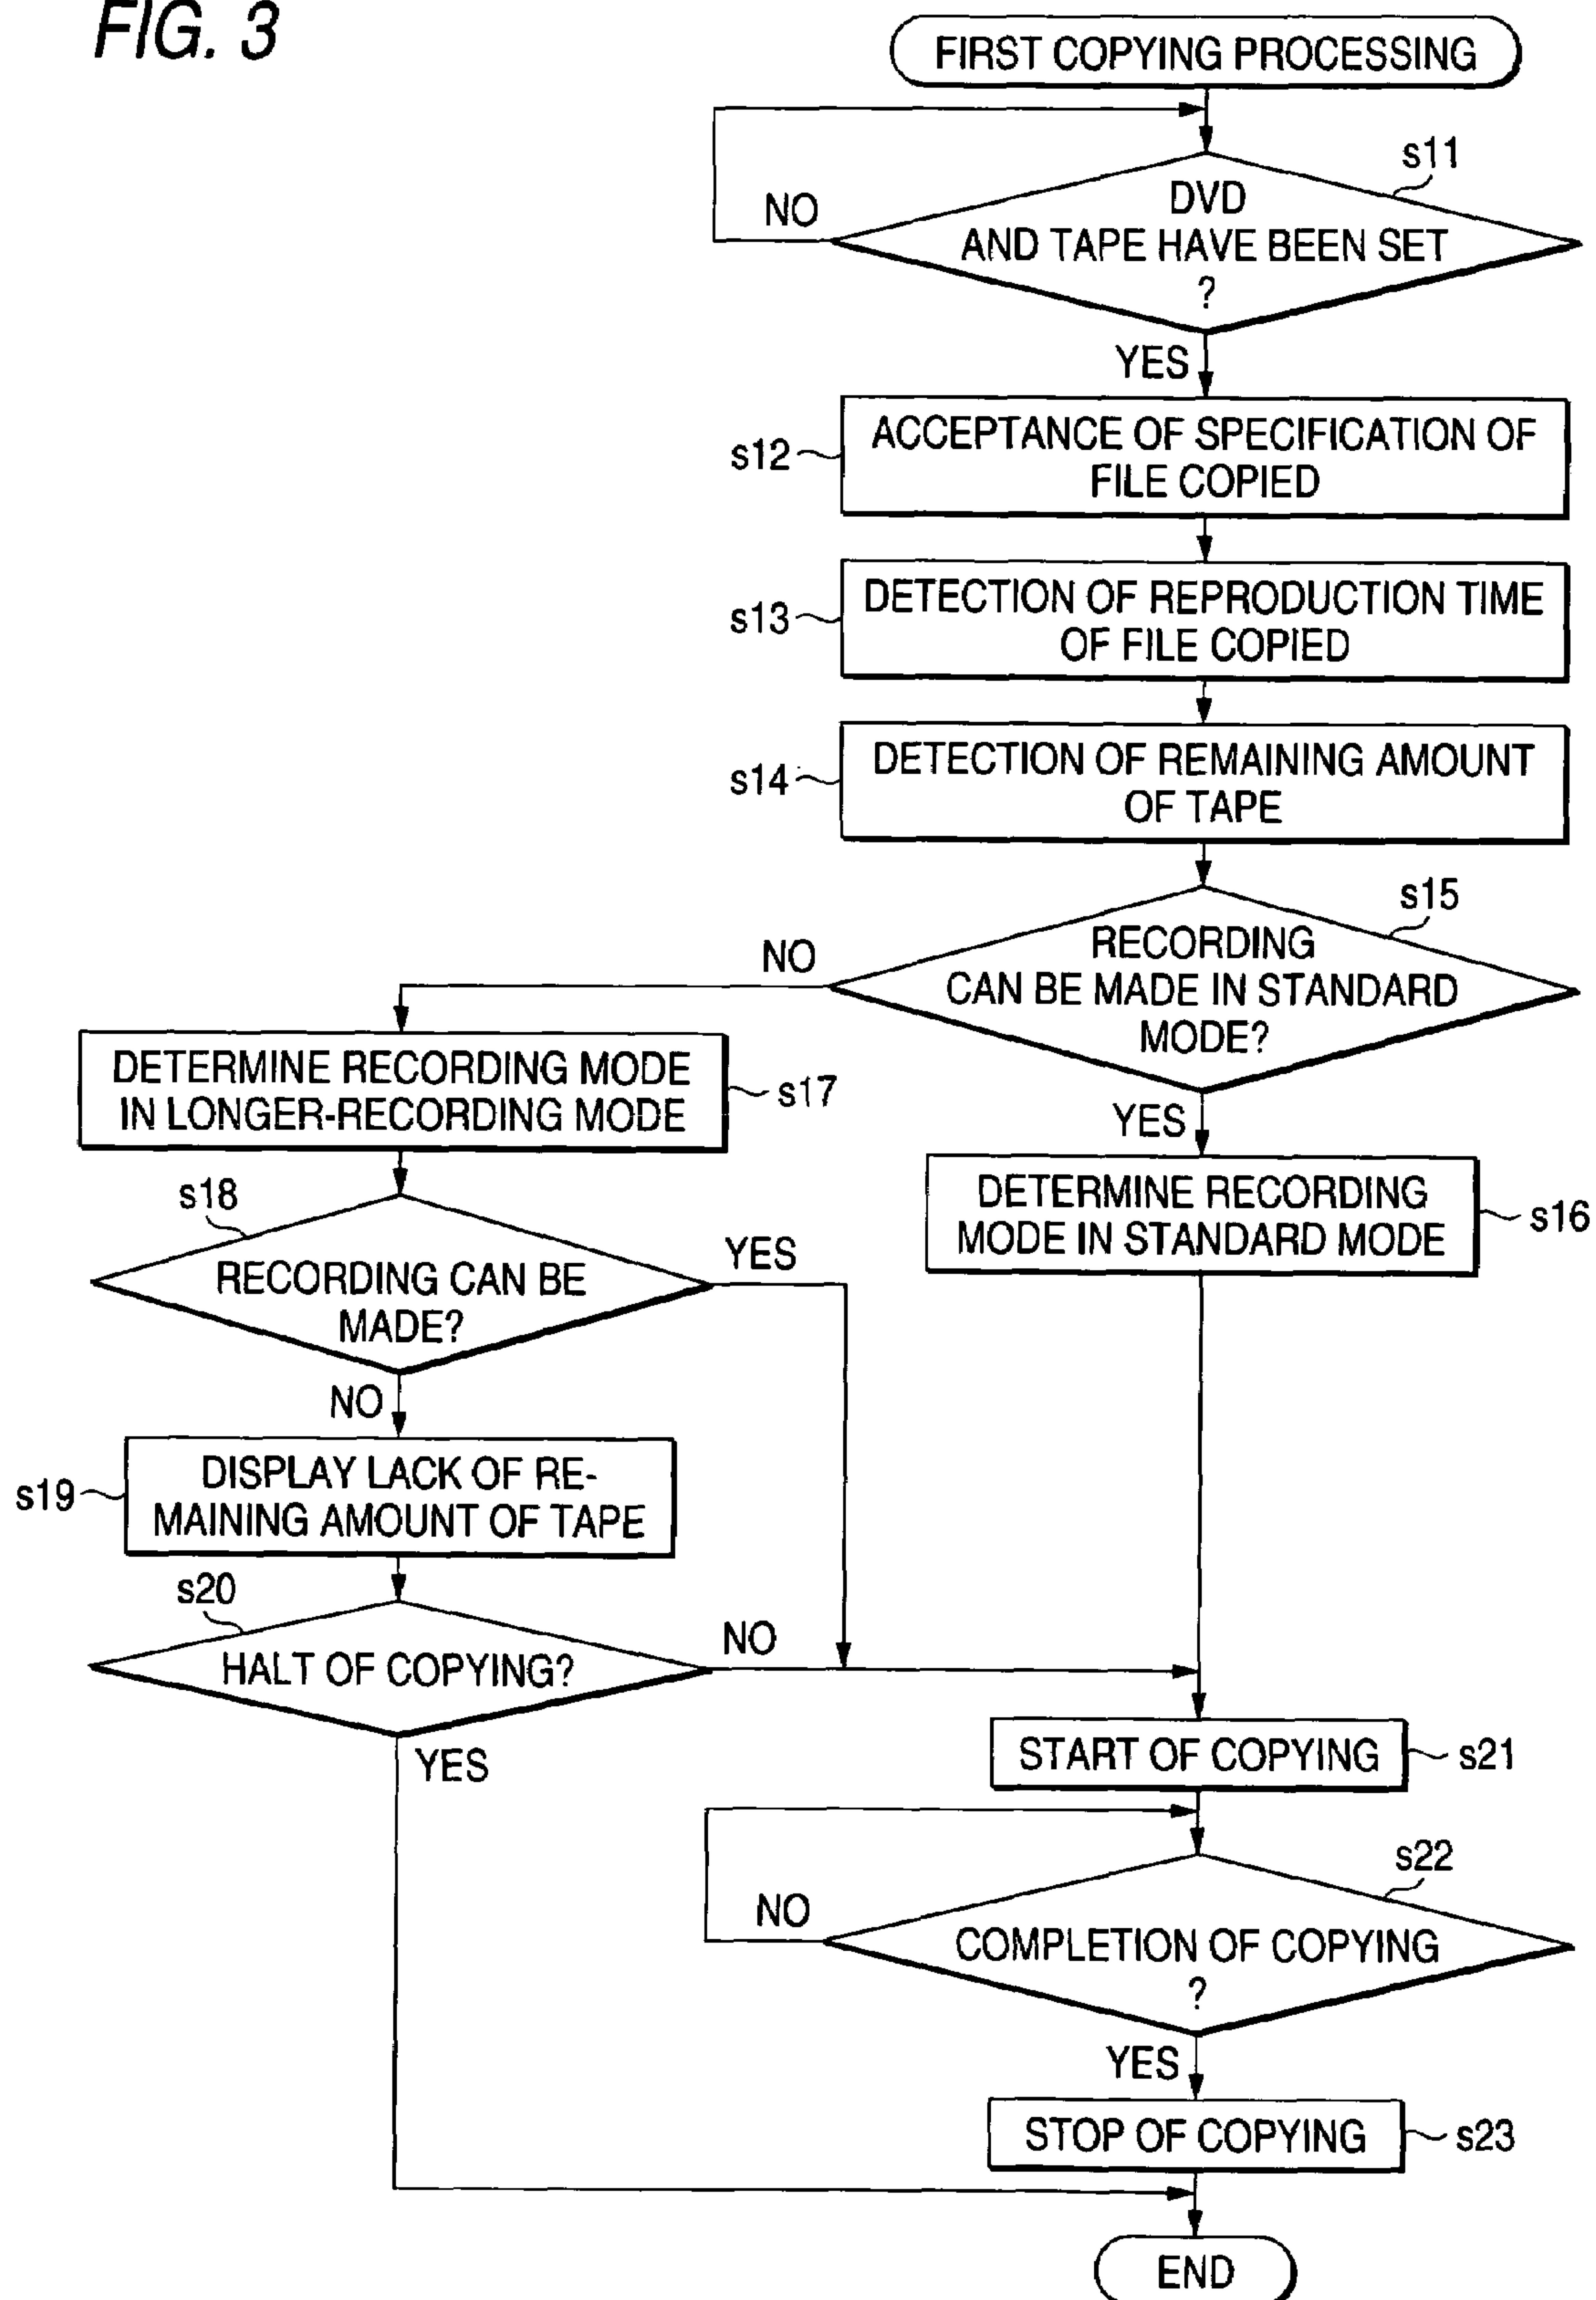 FIG. 3
FIRST COPYING PROCESSING
s11
DVD
AND TAPE HAVE BEEN SET
?
NO
YES
s12
ACCEPTANCE OF SPECIFICATION OF
FILE COPIED
s13
DETECTION OF REPRODUCTION TIME
OF FILE COPIED
s14
DETECTION OF REMAINING AMOUNT
OF TAPE
s15
RECORDING
CAN BE MADE IN STANDARD
MODE?
NO
YES
DETERMINE RECORDING MODE
IN LONGER-RECORDING MODE
s17
DETERMINE RECORDING
MODE IN STANDARD MODE
s16
s18
RECORDING CAN BE
MADE?
YES
NO
s19
DISPLAY LACK OF RE-
MAINING AMOUNT OF TAPE
s20
HALT OF COPYING?
NO
YES
START OF COPYING
s21
s22
COMPLETION OF COPYING
?
NO
YES
STOP OF COPYING
s23
END